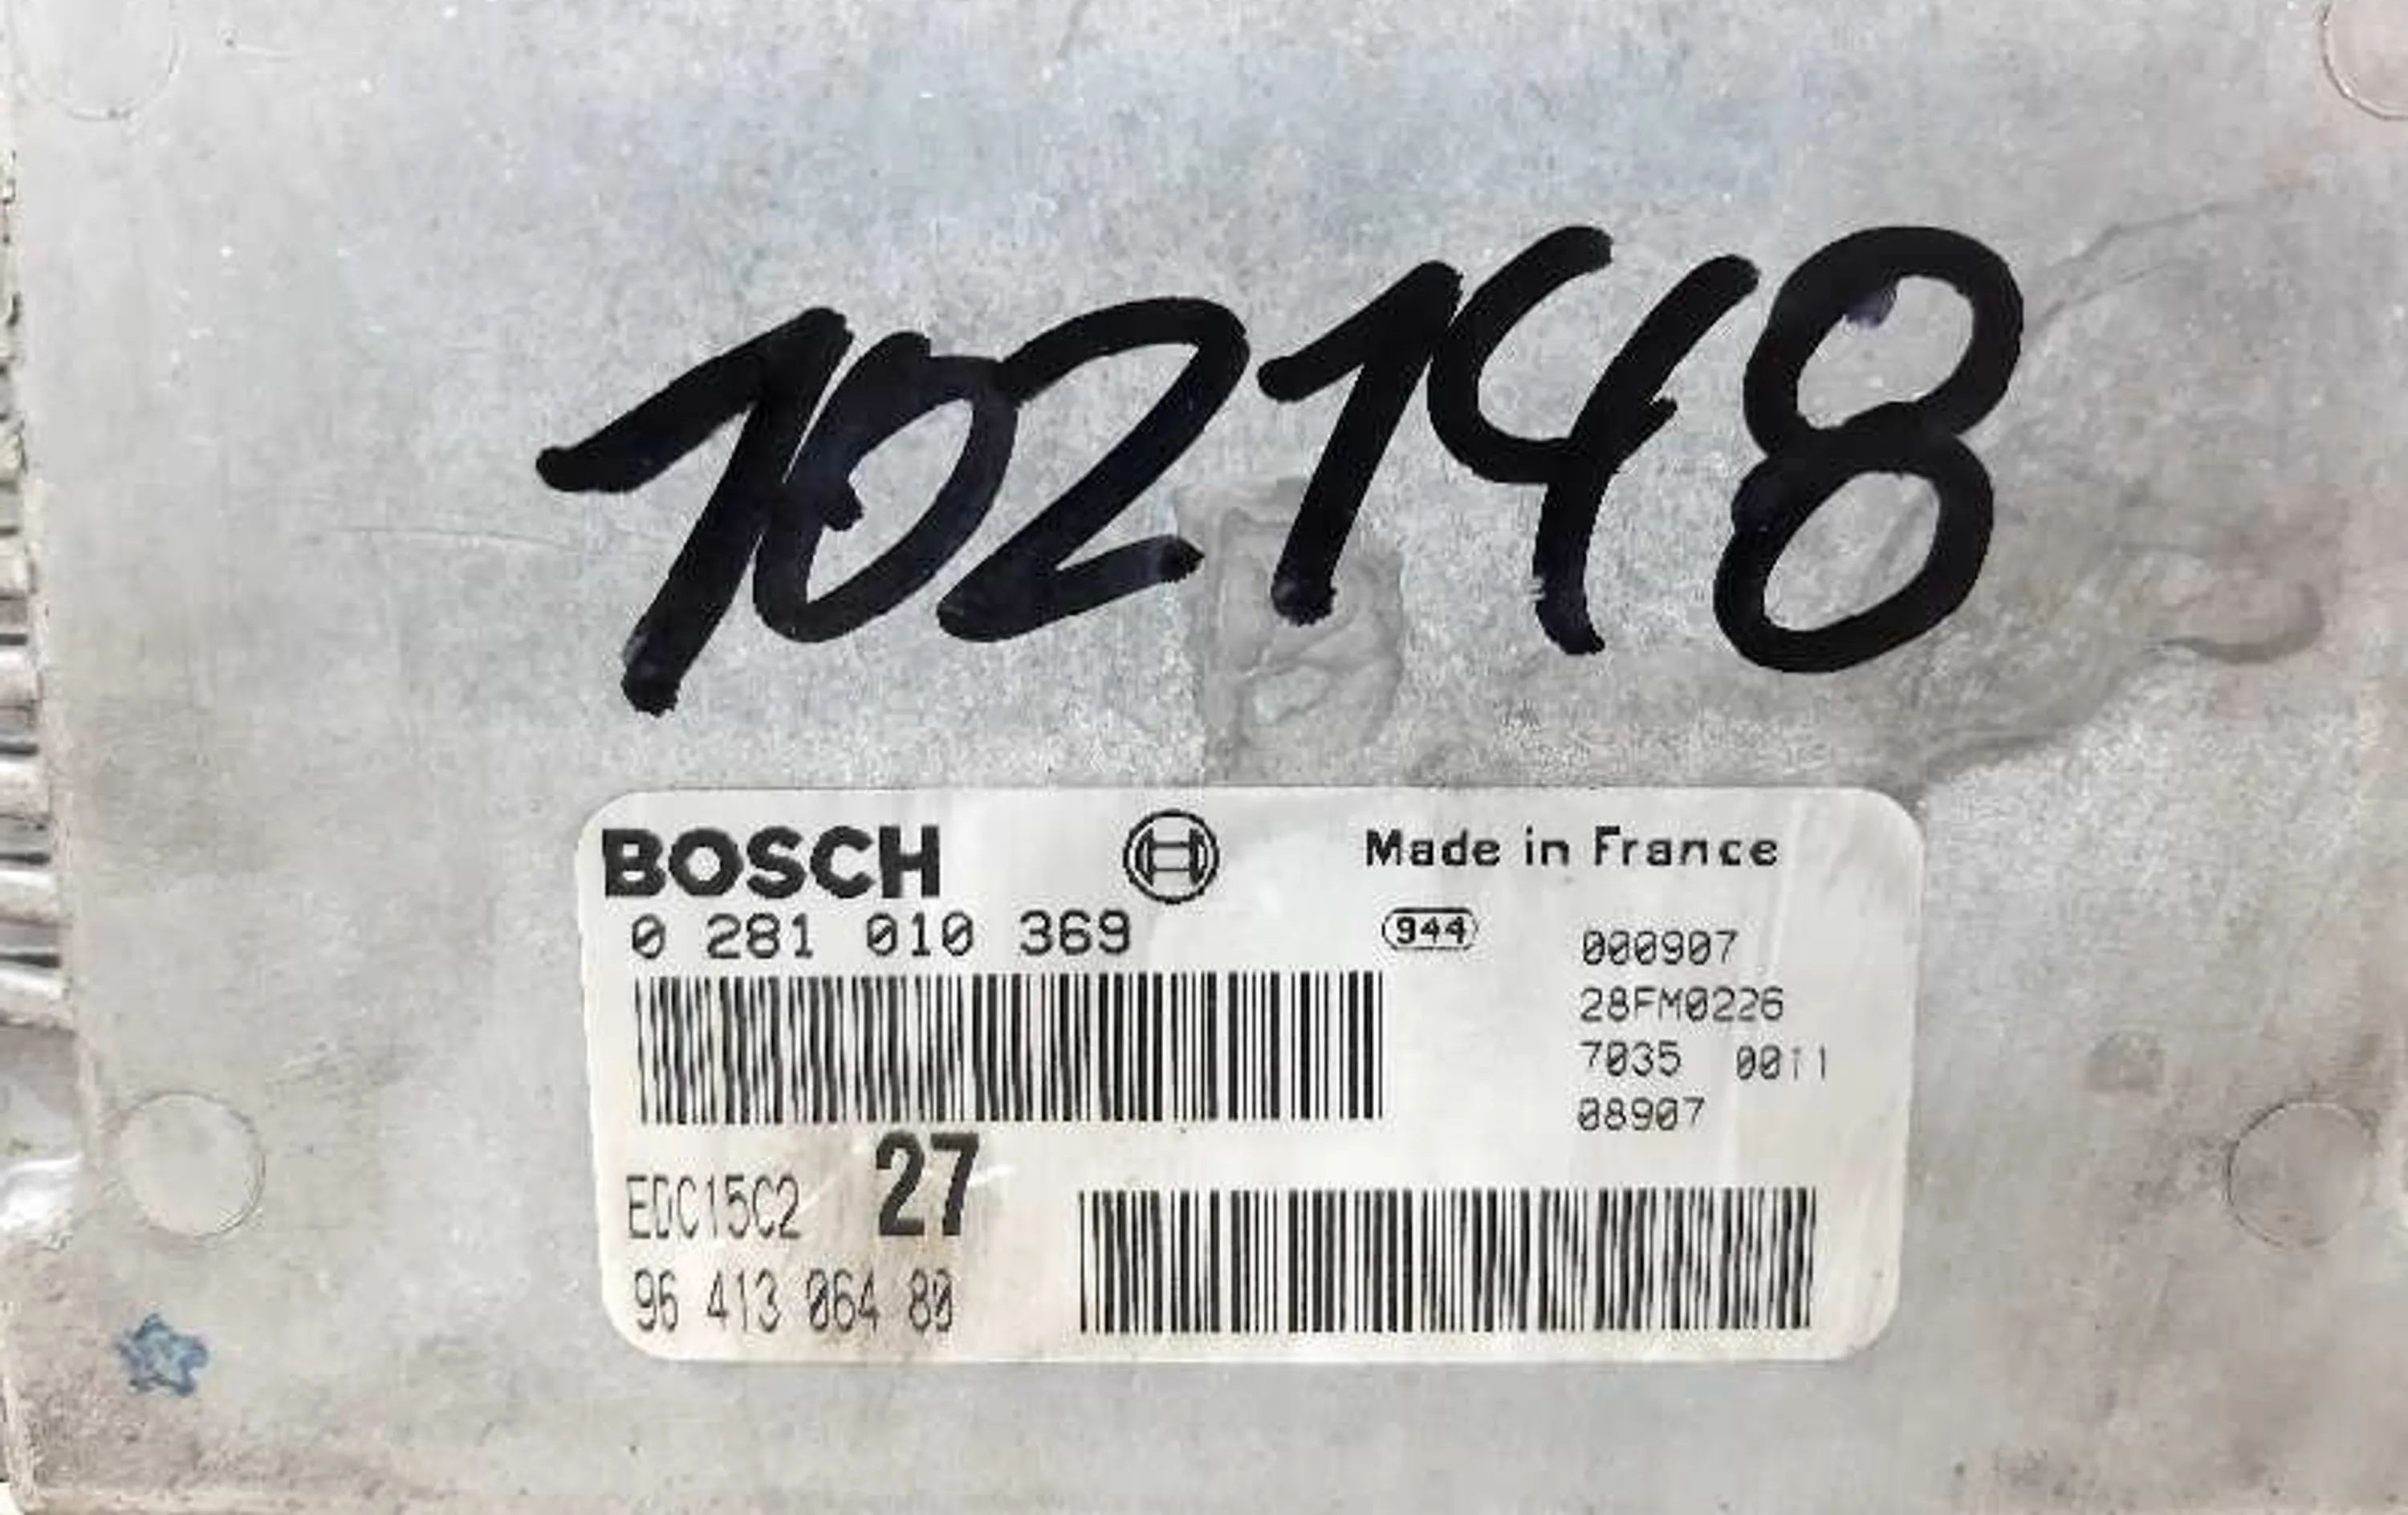 102148
BOSCH
Made in France
0 281 010 369
944
000907
28FM0226
7035 0011
08907
EDC15C2
27
96 413 064 80